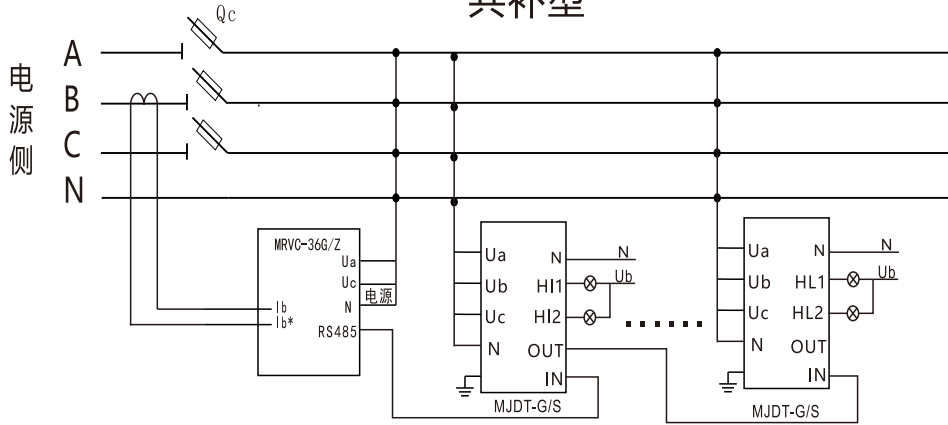 共补型
Qc
电源侧
A
B
C
N
MRVC-36G/Z
Ua
Uc
电源
N
RS485
Ib
Ib*
Ua
Ub
Uc
N
N
HI1
HI2
OUT
IN
N
Ub
MJDT-G/S
Ua
Ub
Uc
N
N
HL1
HL2
OUT
IN
N
Ub
MJDT-G/S